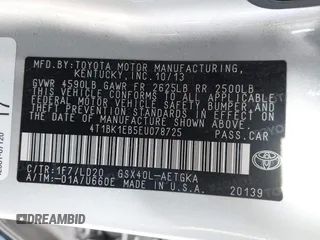 MFD.BY:TOYOTA MOTOR MANUFACTURING,
KENTUCKY,INC.10/13
GVWR 4590LB GAWR FR 2625LB RR 2500LB
THIS VEHICLE CONFORMS TO ALL APPLICABLE
FEDERAL MOTOR VEHICLE SAFETY, BUMPER,
AND THEFT PREVENTION STANDARDS IN EFFECT
ON THE DATE OF MANUFACTURE SHOWN ABOVE.
4T1BK1EB5EU078725
PASS. CAR
C/TR:1F7/LD20 GSX40L-AETGKA
A/TM:-01A/U660E
MADE IN U.S.A.
TOYOTA
20139
DREAMBID.COM